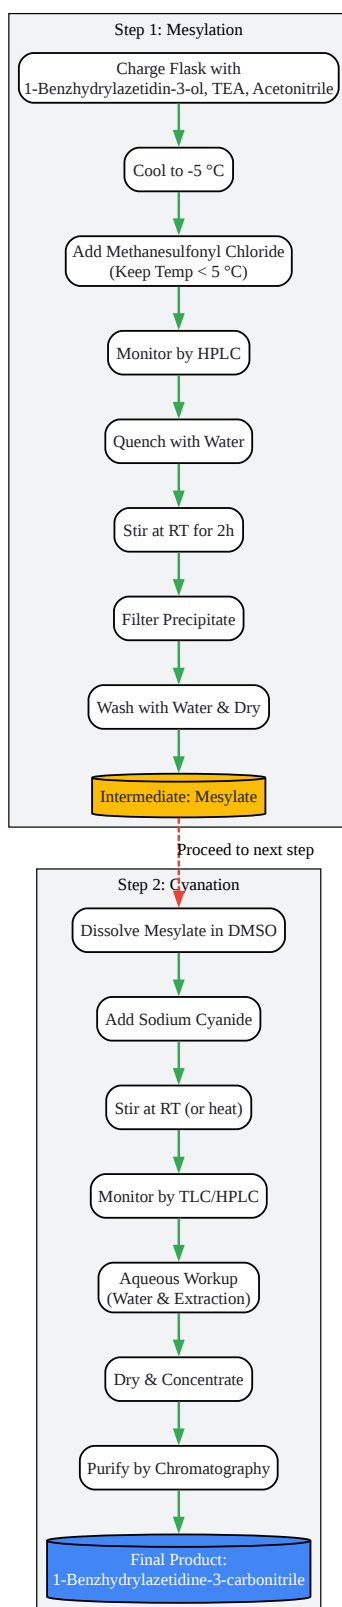 Step 1: Mesylation
Charge Flask with
1-Benzhydrylazetidin-3-ol, TEA, Acetonitrile
Cool to -5 °C
Add Methanesulfonyl Chloride
(Keep Temp < 5 °C)
Monitor by HPLC
Quench with Water
Stir at RT for 2h
Filter Precipitate
Wash with Water & Dry
Intermediate: Mesylate
Proceed to next step
Step 2: Cyanation
Dissolve Mesylate in DMSO
Add Sodium Cyanide
Stir at RT (or heat)
Monitor by TLC/HPLC
Aqueous Workup
(Water & Extraction)
Dry & Concentrate
Purify by Chromatography
Final Product:
1-Benzhydrylazetidine-3-carbonitrile